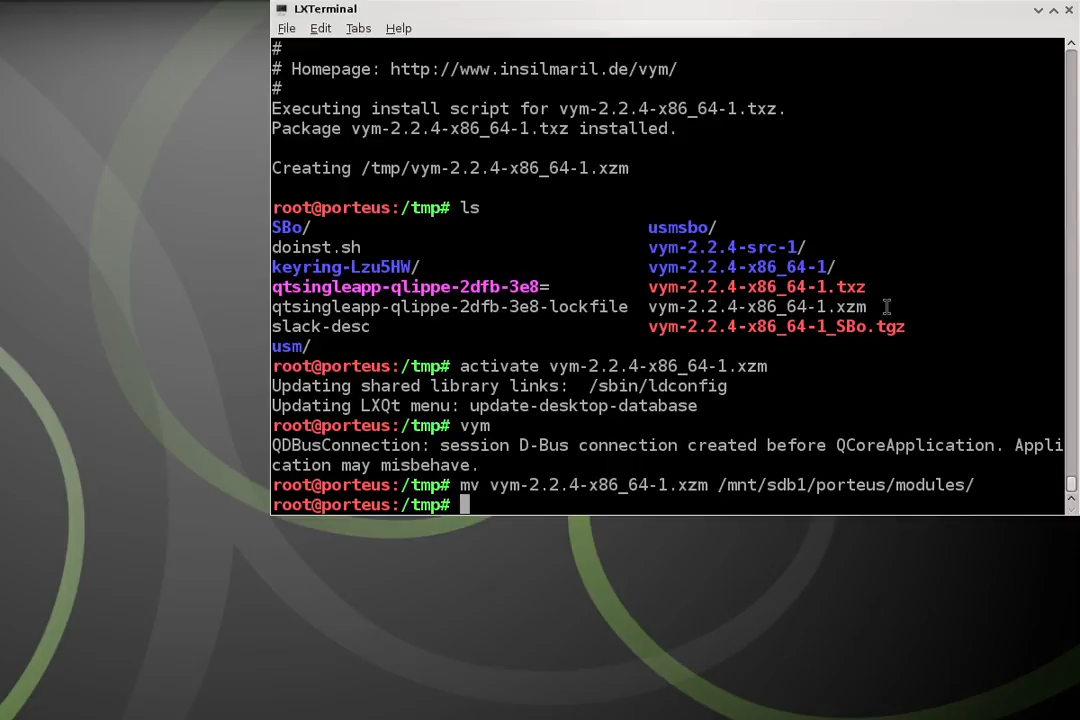 LXTerminal
File Edit Tabs Help
#
# Homepage: http://www.insilmaril.de/vym/
#
Executing install script for vym-2.2.4-x86_64-1.txz.
Package vym-2.2.4-x86_64-1.txz installed.
Creating /tmp/vym-2.2.4-x86_64-1.xzm
root@porteus:/tmp# ls
SBo/ usmsbo/
doinst.sh vym-2.2.4-src-1/
keyring-Lzu5HW/ vym-2.2.4-x86_64-1/
qtsingleapp-qlippe-2dfb-3e8= vym-2.2.4-x86_64-1.txz
qtsingleapp-qlippe-2dfb-3e8-lockfile vym-2.2.4-x86_64-1.xzm
slack-desc vym-2.2.4-x86_64-1_SBo.tgz
usm/
root@porteus:/tmp# activate vym-2.2.4-x86_64-1.xzm
Updating shared library links:  /sbin/ldconfig
Updating LXQt menu: update-desktop-database
root@porteus:/tmp# vym
QDBusConnection: session D-Bus connection created before QCoreApplication. Appli
cation may misbehave.
root@porteus:/tmp# mv vym-2.2.4-x86_64-1.xzm /mnt/sdb1/porteus/modules/
root@porteus:/tmp#